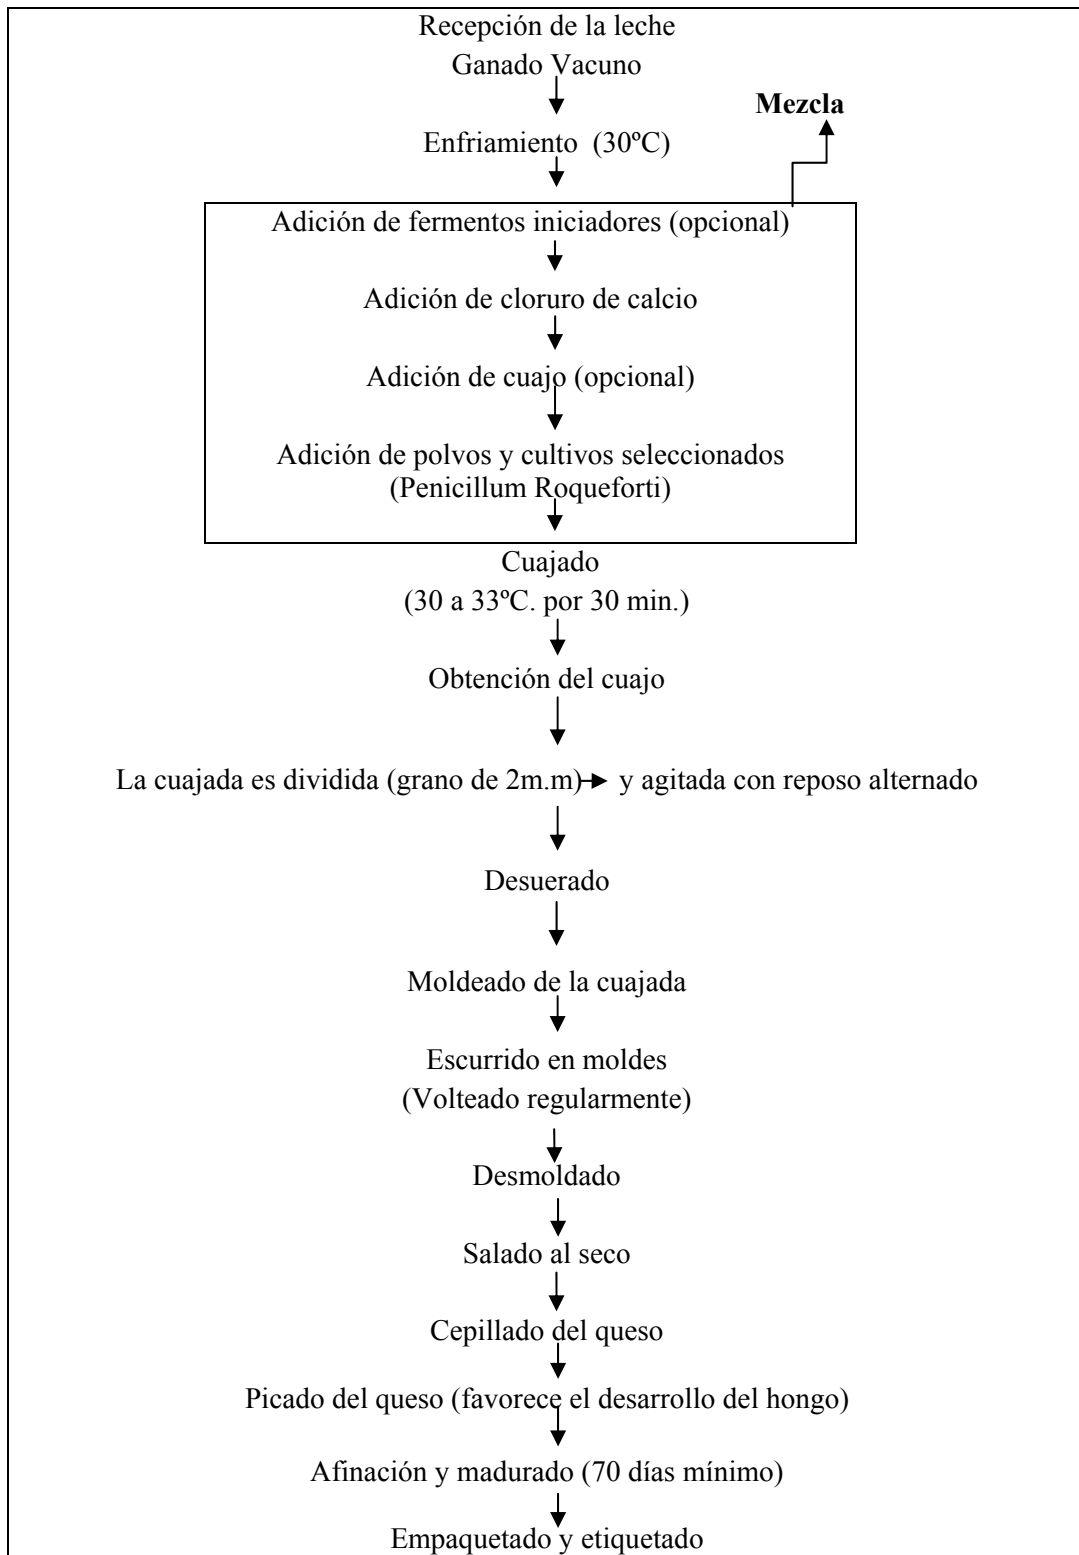 Recepción de la leche
Ganado Vacuno
Mezcla
Enfriamiento (30ºC)
Adición de fermentos iniciadores (opcional)
Adición de cloruro de calcio
Adición de cuajo (opcional)
Adición de polvos y cultivos seleccionados
(Penicillum Roqueforti)
Cuajado
(30 a 33ºC. por 30 min.)
Obtención del cuajo
La cuajada es dividida (grano de 2m.m) y agitada con reposo alternado
Desuerado
Moldeado de la cuajada
Escurrido en moldes
(Volteado regularmente)
Desmoldado
Salado al seco
Cepillado del queso
Picado del queso (favorece el desarrollo del hongo)
Afinación y madurado (70 días mínimo)
Empaquetado y etiquetado